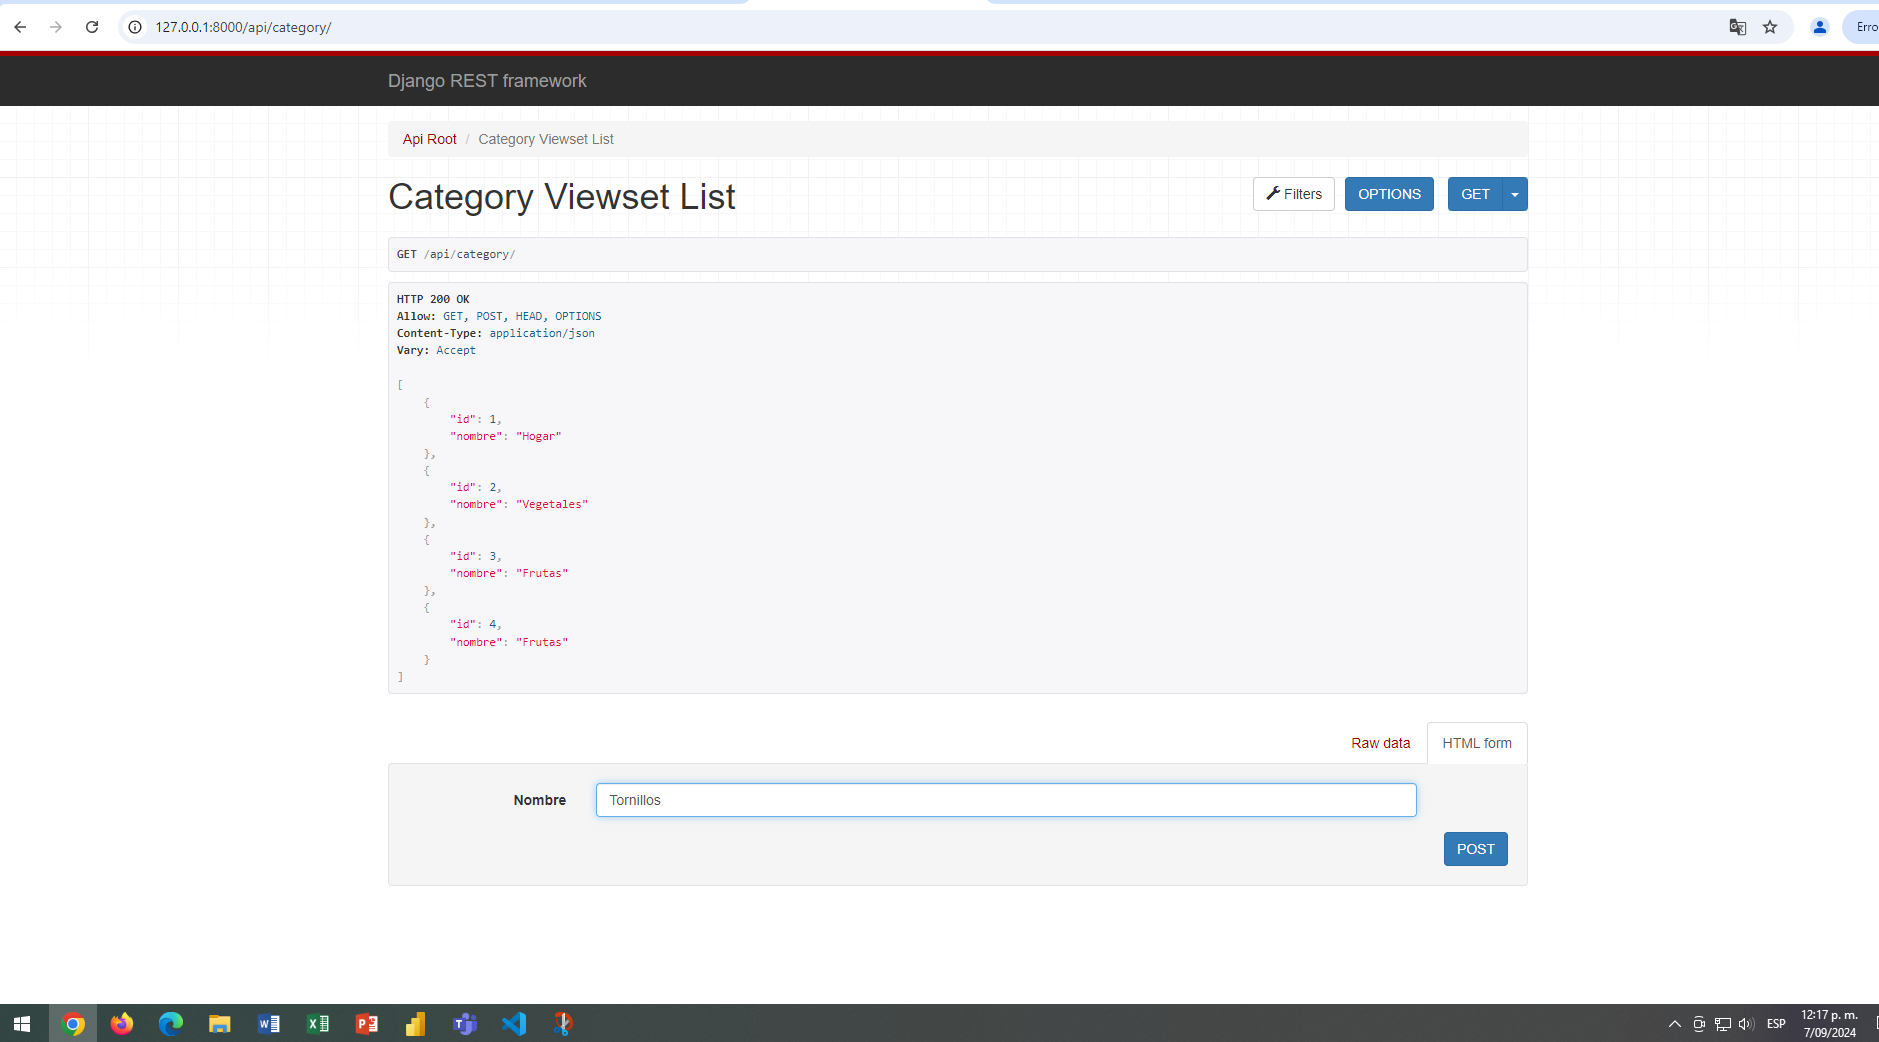 127.0.0.1:8000/api/category/
Erro
Django REST framework
Api Root / Category Viewset List
Category Viewset List
Filters
OPTIONS
GET
GET /api/category/
HTTP 200 OK
Allow: GET, POST, HEAD, OPTIONS
Content-Type: application/json
Vary: Accept
[
{
"id": 1,
"nombre": "Hogar"
},
{
"id": 2,
"nombre": "Vegetales"
},
{
"id": 3,
"nombre": "Frutas"
},
{
"id": 4,
"nombre": "Frutas"
}
]
Raw data
HTML form
Nombre
Tornillos
POST
ESP
12:17 p. m.
7/09/2024